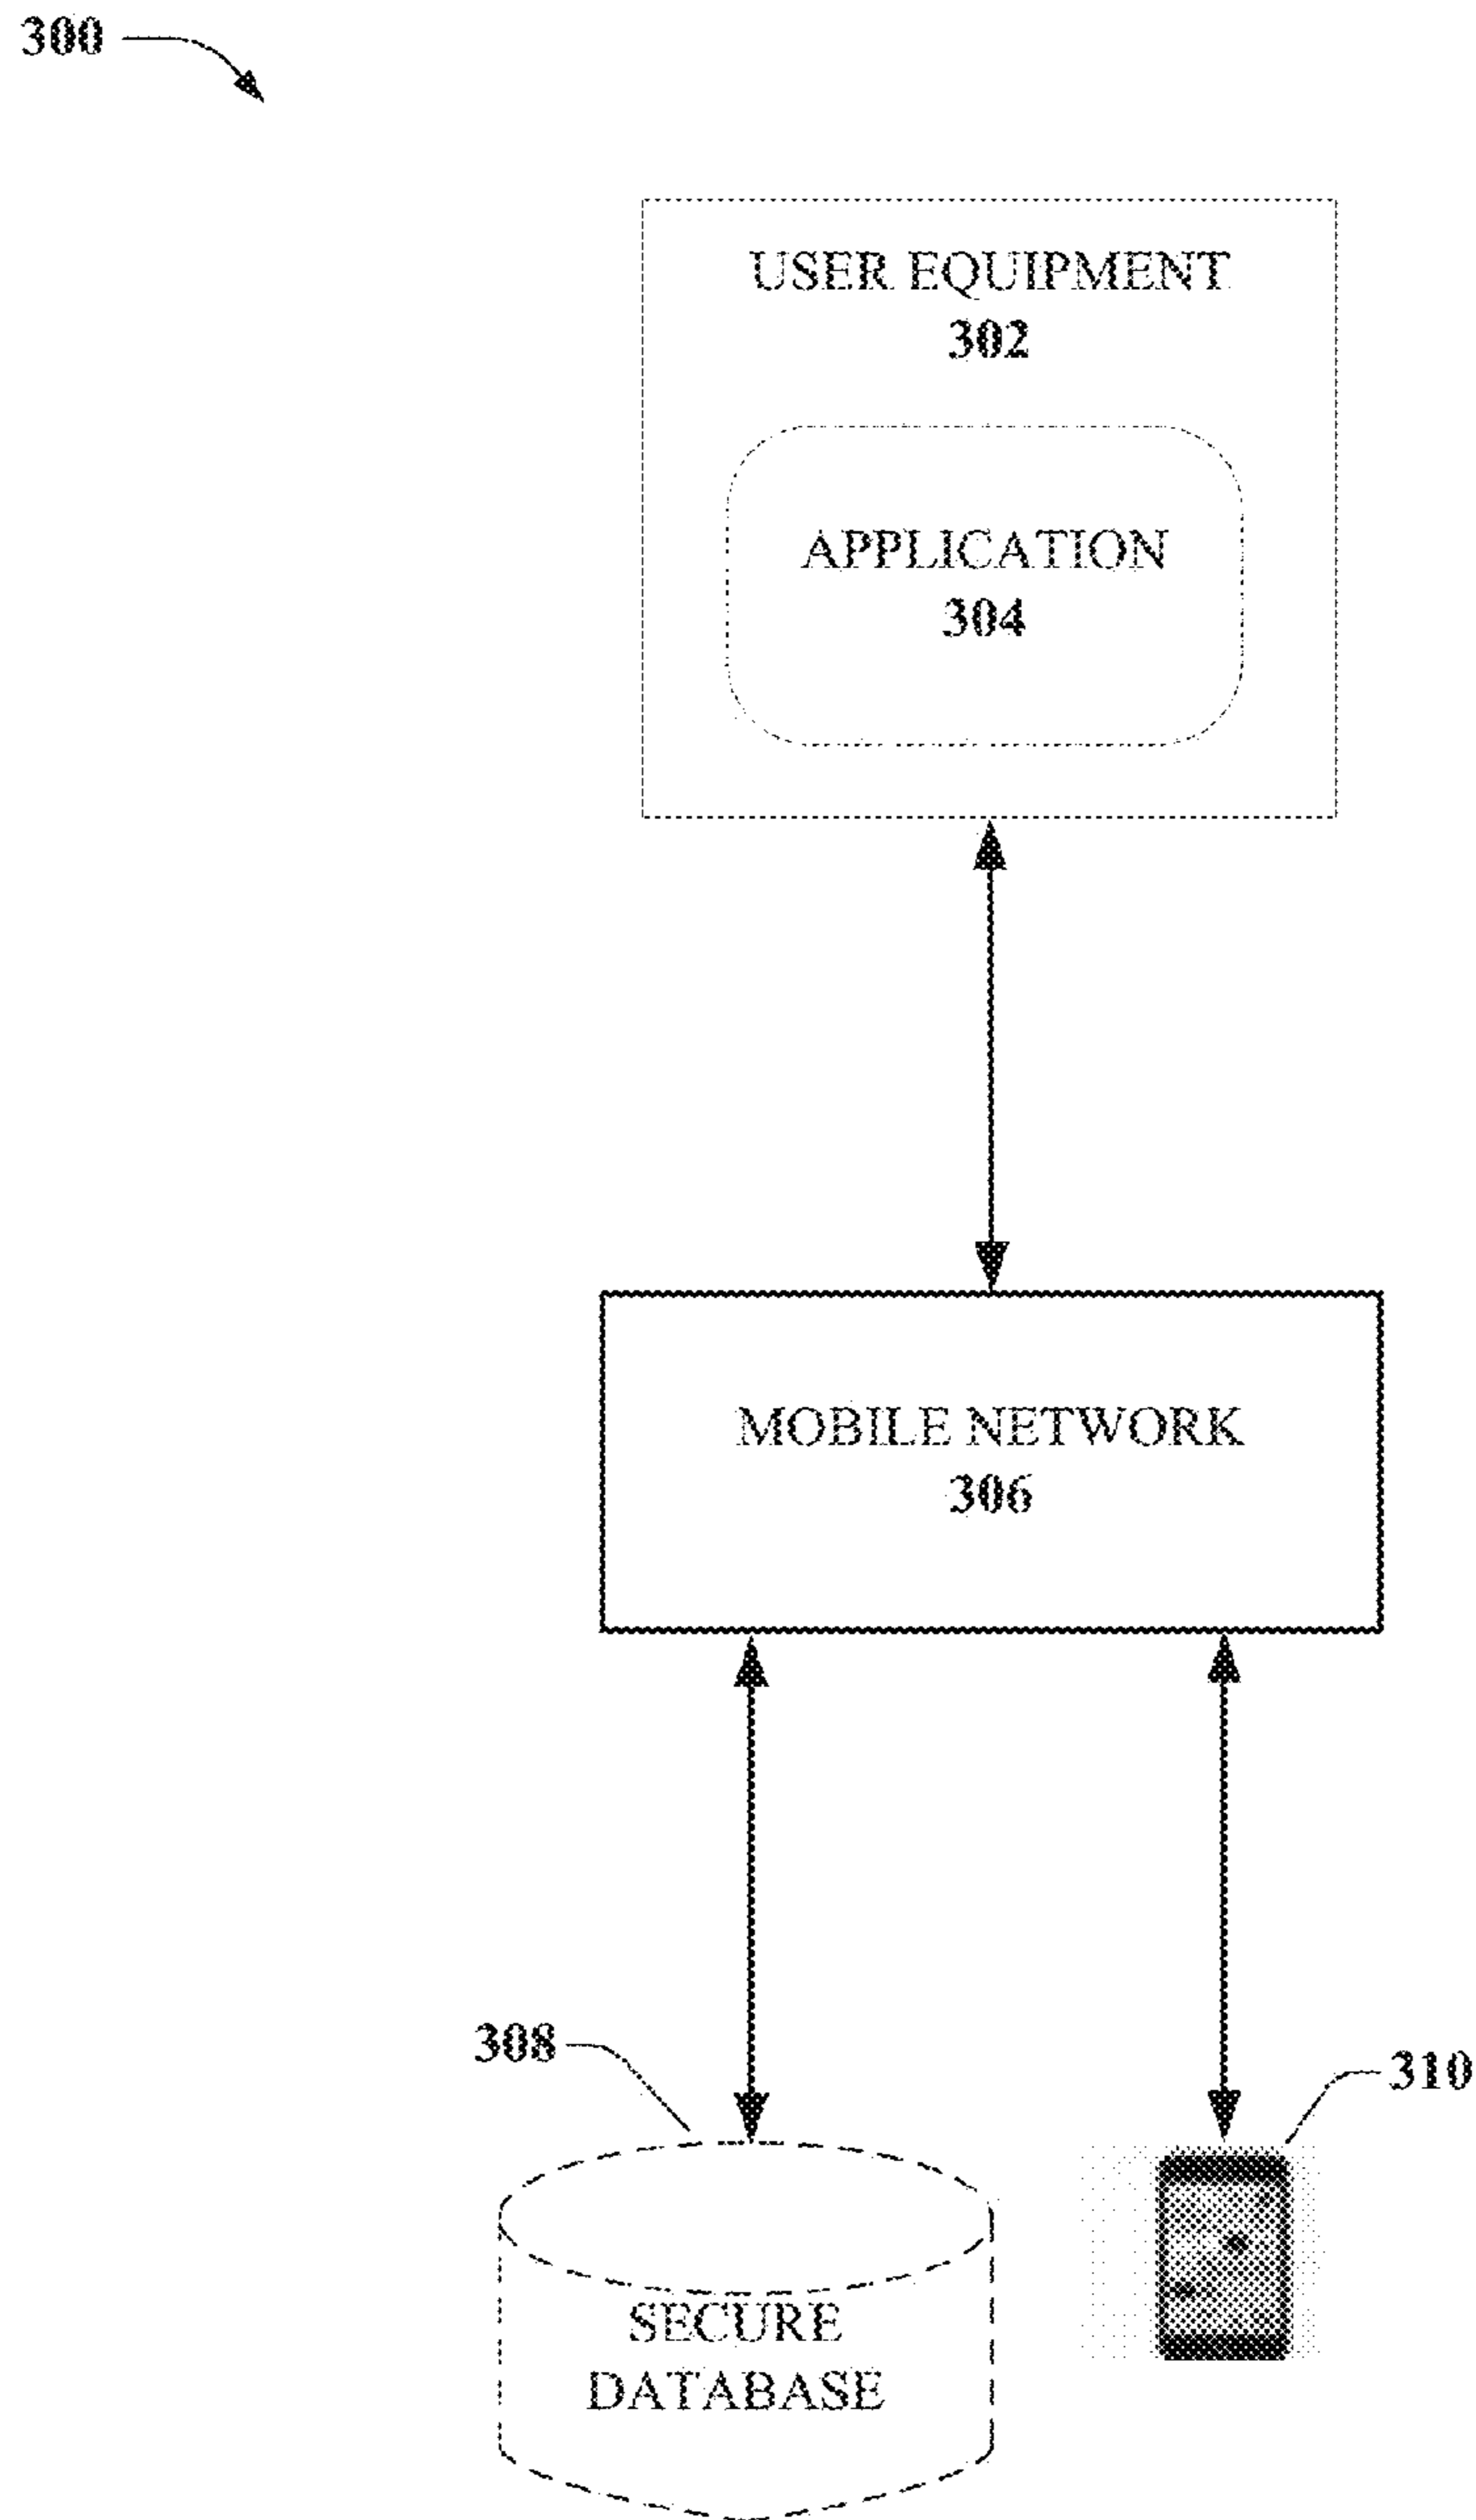 300
USER EQUIPMENT
302
APPLICATION
304
MOBILE NETWORK
306
308
310
SECURE
DATABASE